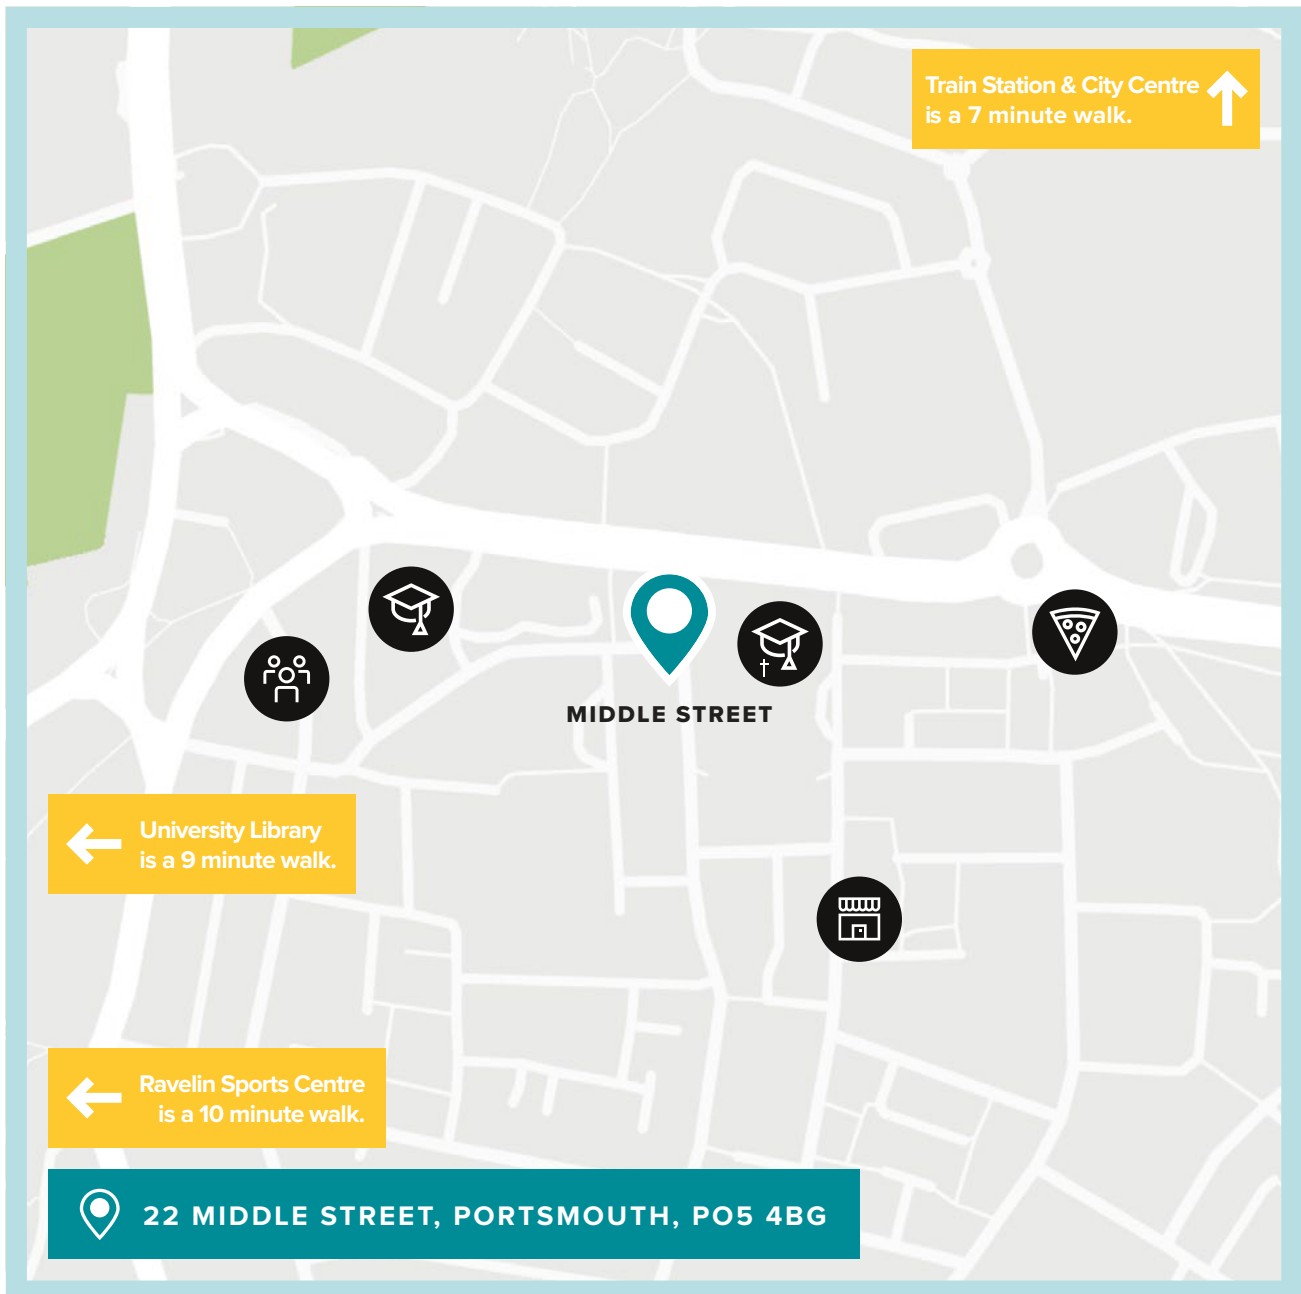 Train Station & City Centre
is a 7 minute walk.
MIDDLE STREET
University Library
is a 9 minute walk.
Ravelin Sports Centre
is a 10 minute walk.
22 MIDDLE STREET, PORTSMOUTH, PO5 4BG